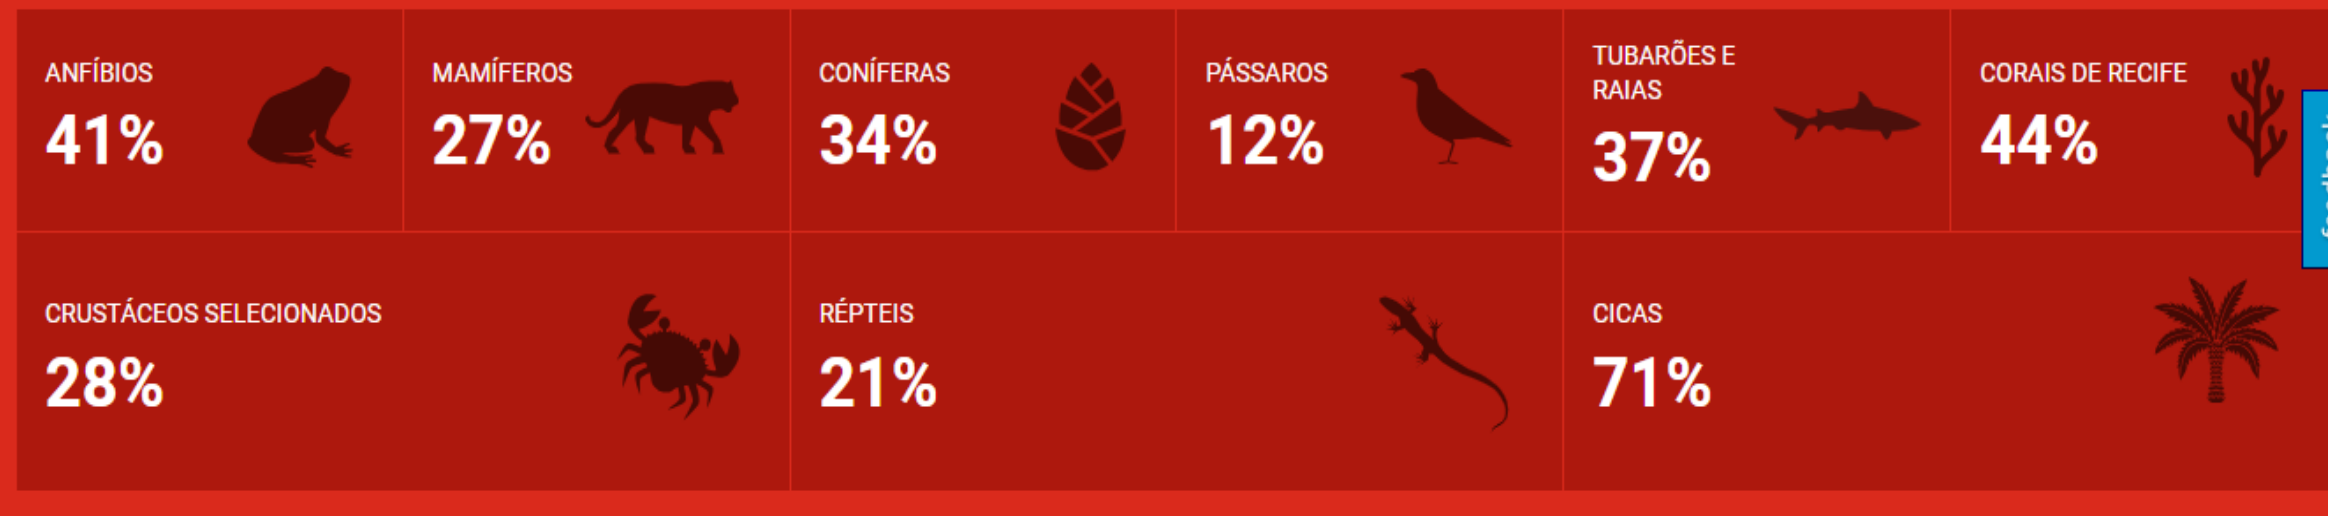 ANFÍBIOS
41%
MAMÍFEROS
27%
CONÍFERAS
34%
PÁSSAROS
12%
TUBARÕES E
RAIAS
37%
CORAIS DE RECIFE
44%
CRUSTÁCEOS SELECIONADOS
28%
RÉPTEIS
21%
CICAS
71%